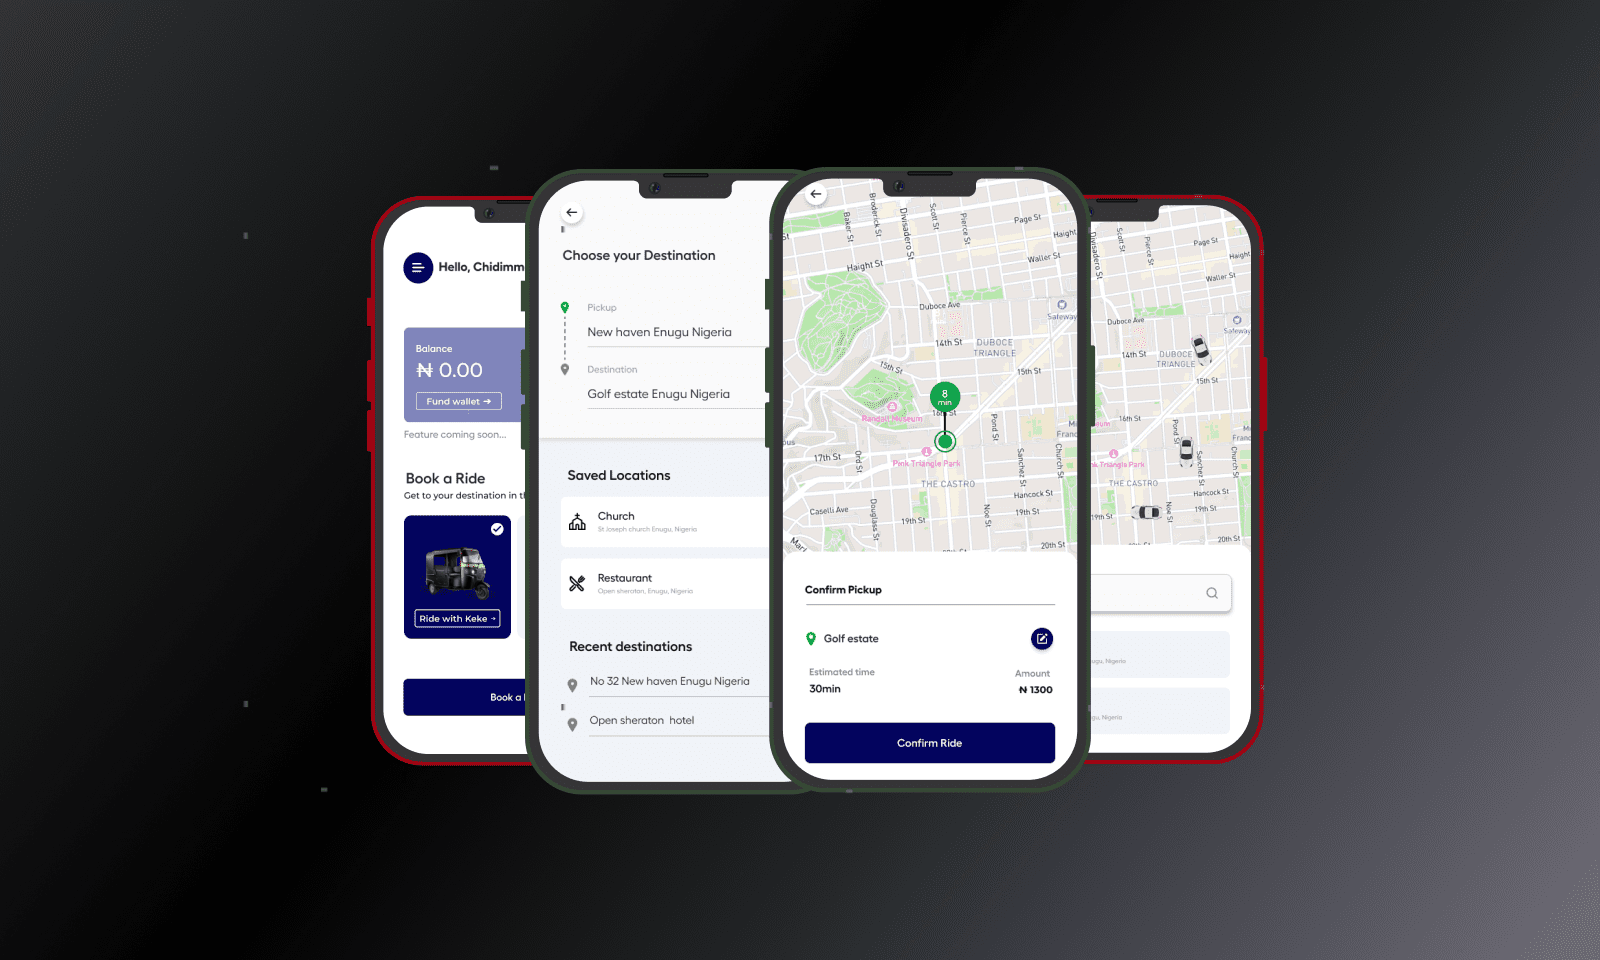 Hello, Chidimm
Balance
₦ 0.00
Fund wallet →
Feature coming soon...
Book a Ride
Get to your destination in th
Ride with Keke →
Book a
Choose your Destination
Pickup
New haven Enugu Nigeria
Destination
Golf estate Enugu Nigeria
Saved Locations
Church
St Joseph church Enugu, Nigeria
Restaurant
Open sheraton, Enugu, Nigeria
Recent destinations
No 32 New haven Enugu Nigeria
Open sheraton hotel
Baker St
Broderick St
Divisadero St
Scott St
Pierce St
Page St
Haight
Waller St
Haight St
Duboce Ave
Safeway
14th St
DUBOCE
TRIANGLE
15th St
15th St
8
min
16th St
Randall Museum
Pond St
17th St
Ord St
Pink Triangle Park
Sanchez St
Church St
THE CASTRO
Hancock St
Caselli Ave
Douglass St
19th St
Noe St
19th St
20th St
Confirm Pickup
Golf estate
Estimated time
Amount
30min
₦ 1300
Confirm Ride
Divisadero St
Scott St
Pierce St
Page St
Haight
Waller St
Duboce Ave
Safeway
14th St
DUBOCE
TRIANGLE
15th St
16th St
Pond St
17th St
Triangle Park
Sanchez St
Church St
THE CASTRO
Hancock St
19th St
Noe St
19th St
20th St
ugu, Nigeria
gu, Nigeria